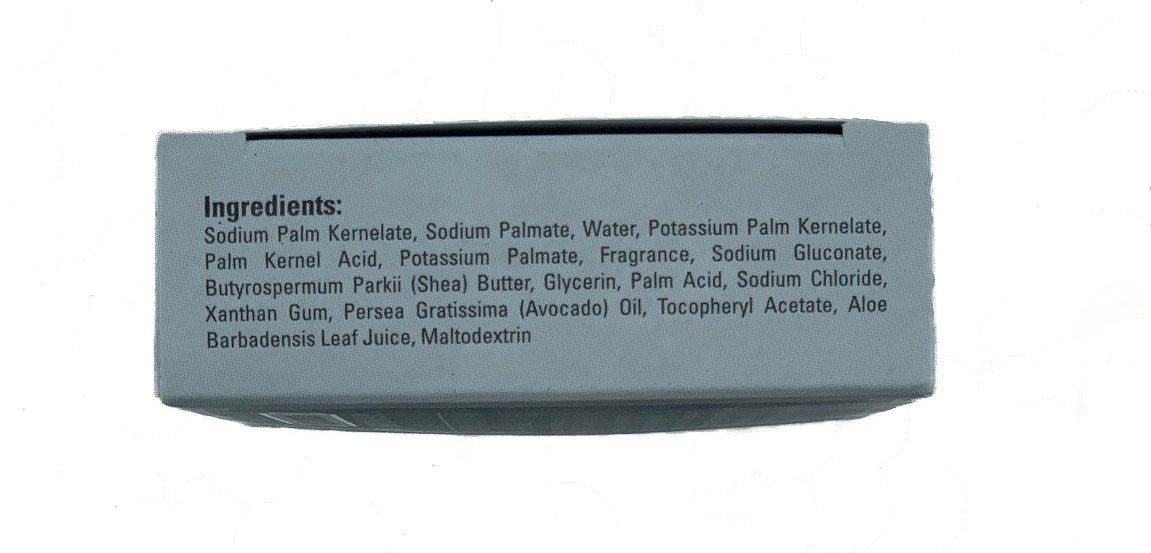 Ingredients:
Sodium Palm Kernelate, Sodium Palmate, Water, Potassium Palm Kernelate,
Palm Kernel Acid, Potassium Palmate, Fragrance, Sodium Gluconate,
Butyrospermum Parkii (Shea) Butter, Glycerin, Palm Acid, Sodium Chloride,
Xanthan Gum, Persea Gratissima (Avocado) Oil, Tocopheryl Acetate, Aloe
Barbadensis Leaf Juice, Maltodextrin